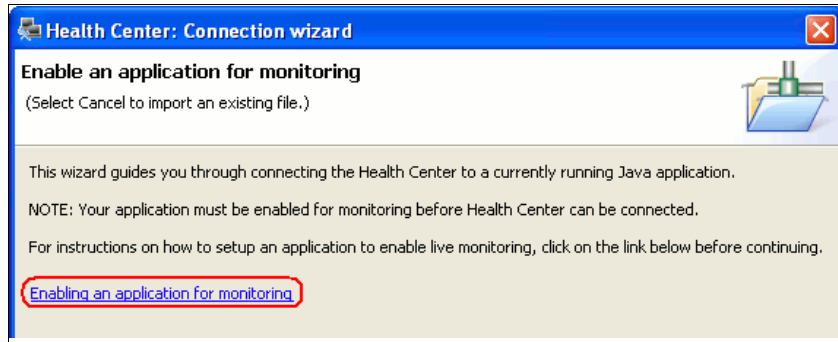 Health Center: Connection wizard
Enable an application for monitoring
(Select Cancel to import an existing file.)
This wizard guides you through connecting the Health Center to a currently running Java application.
NOTE: Your application must be enabled for monitoring before Health Center can be connected.
For instructions on how to setup an application to enable live monitoring, click on the link below before continuing.
Enabling an application for monitoring